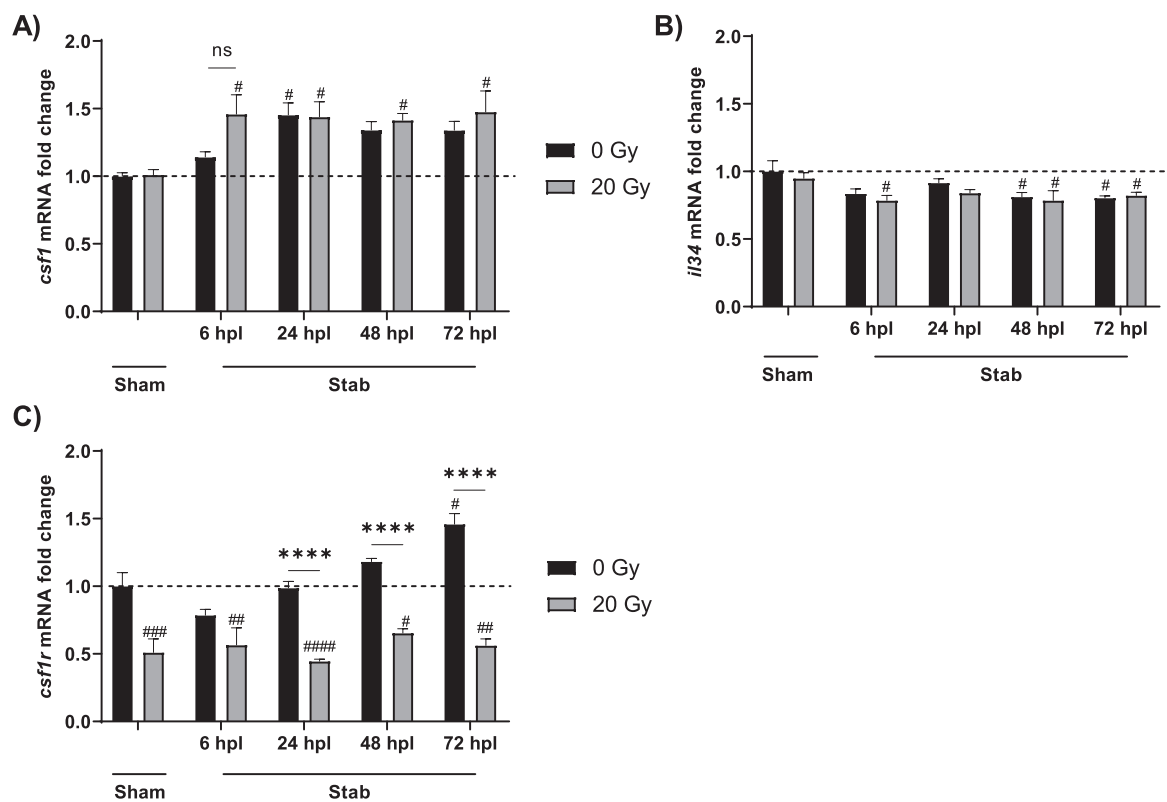 A)
csf1 mRNA fold change
2.0
1.5
1.0
0.5
0.0
ns
#
#
#
#
#
6 hpl
24 hpl
48 hpl
72 hpl
Sham
Stab
0 Gy
20 Gy
B)
il34 mRNA fold change
2.0
1.5
1.0
0.5
0.0
#
#
#
#
#
6 hpl
24 hpl
48 hpl
72 hpl
Sham
Stab
C)
csf1r mRNA fold change
2.0
1.5
1.0
0.5
0.0
###
##
****
####
****
#
****
#
##
6 hpl
24 hpl
48 hpl
72 hpl
Sham
Stab
0 Gy
20 Gy